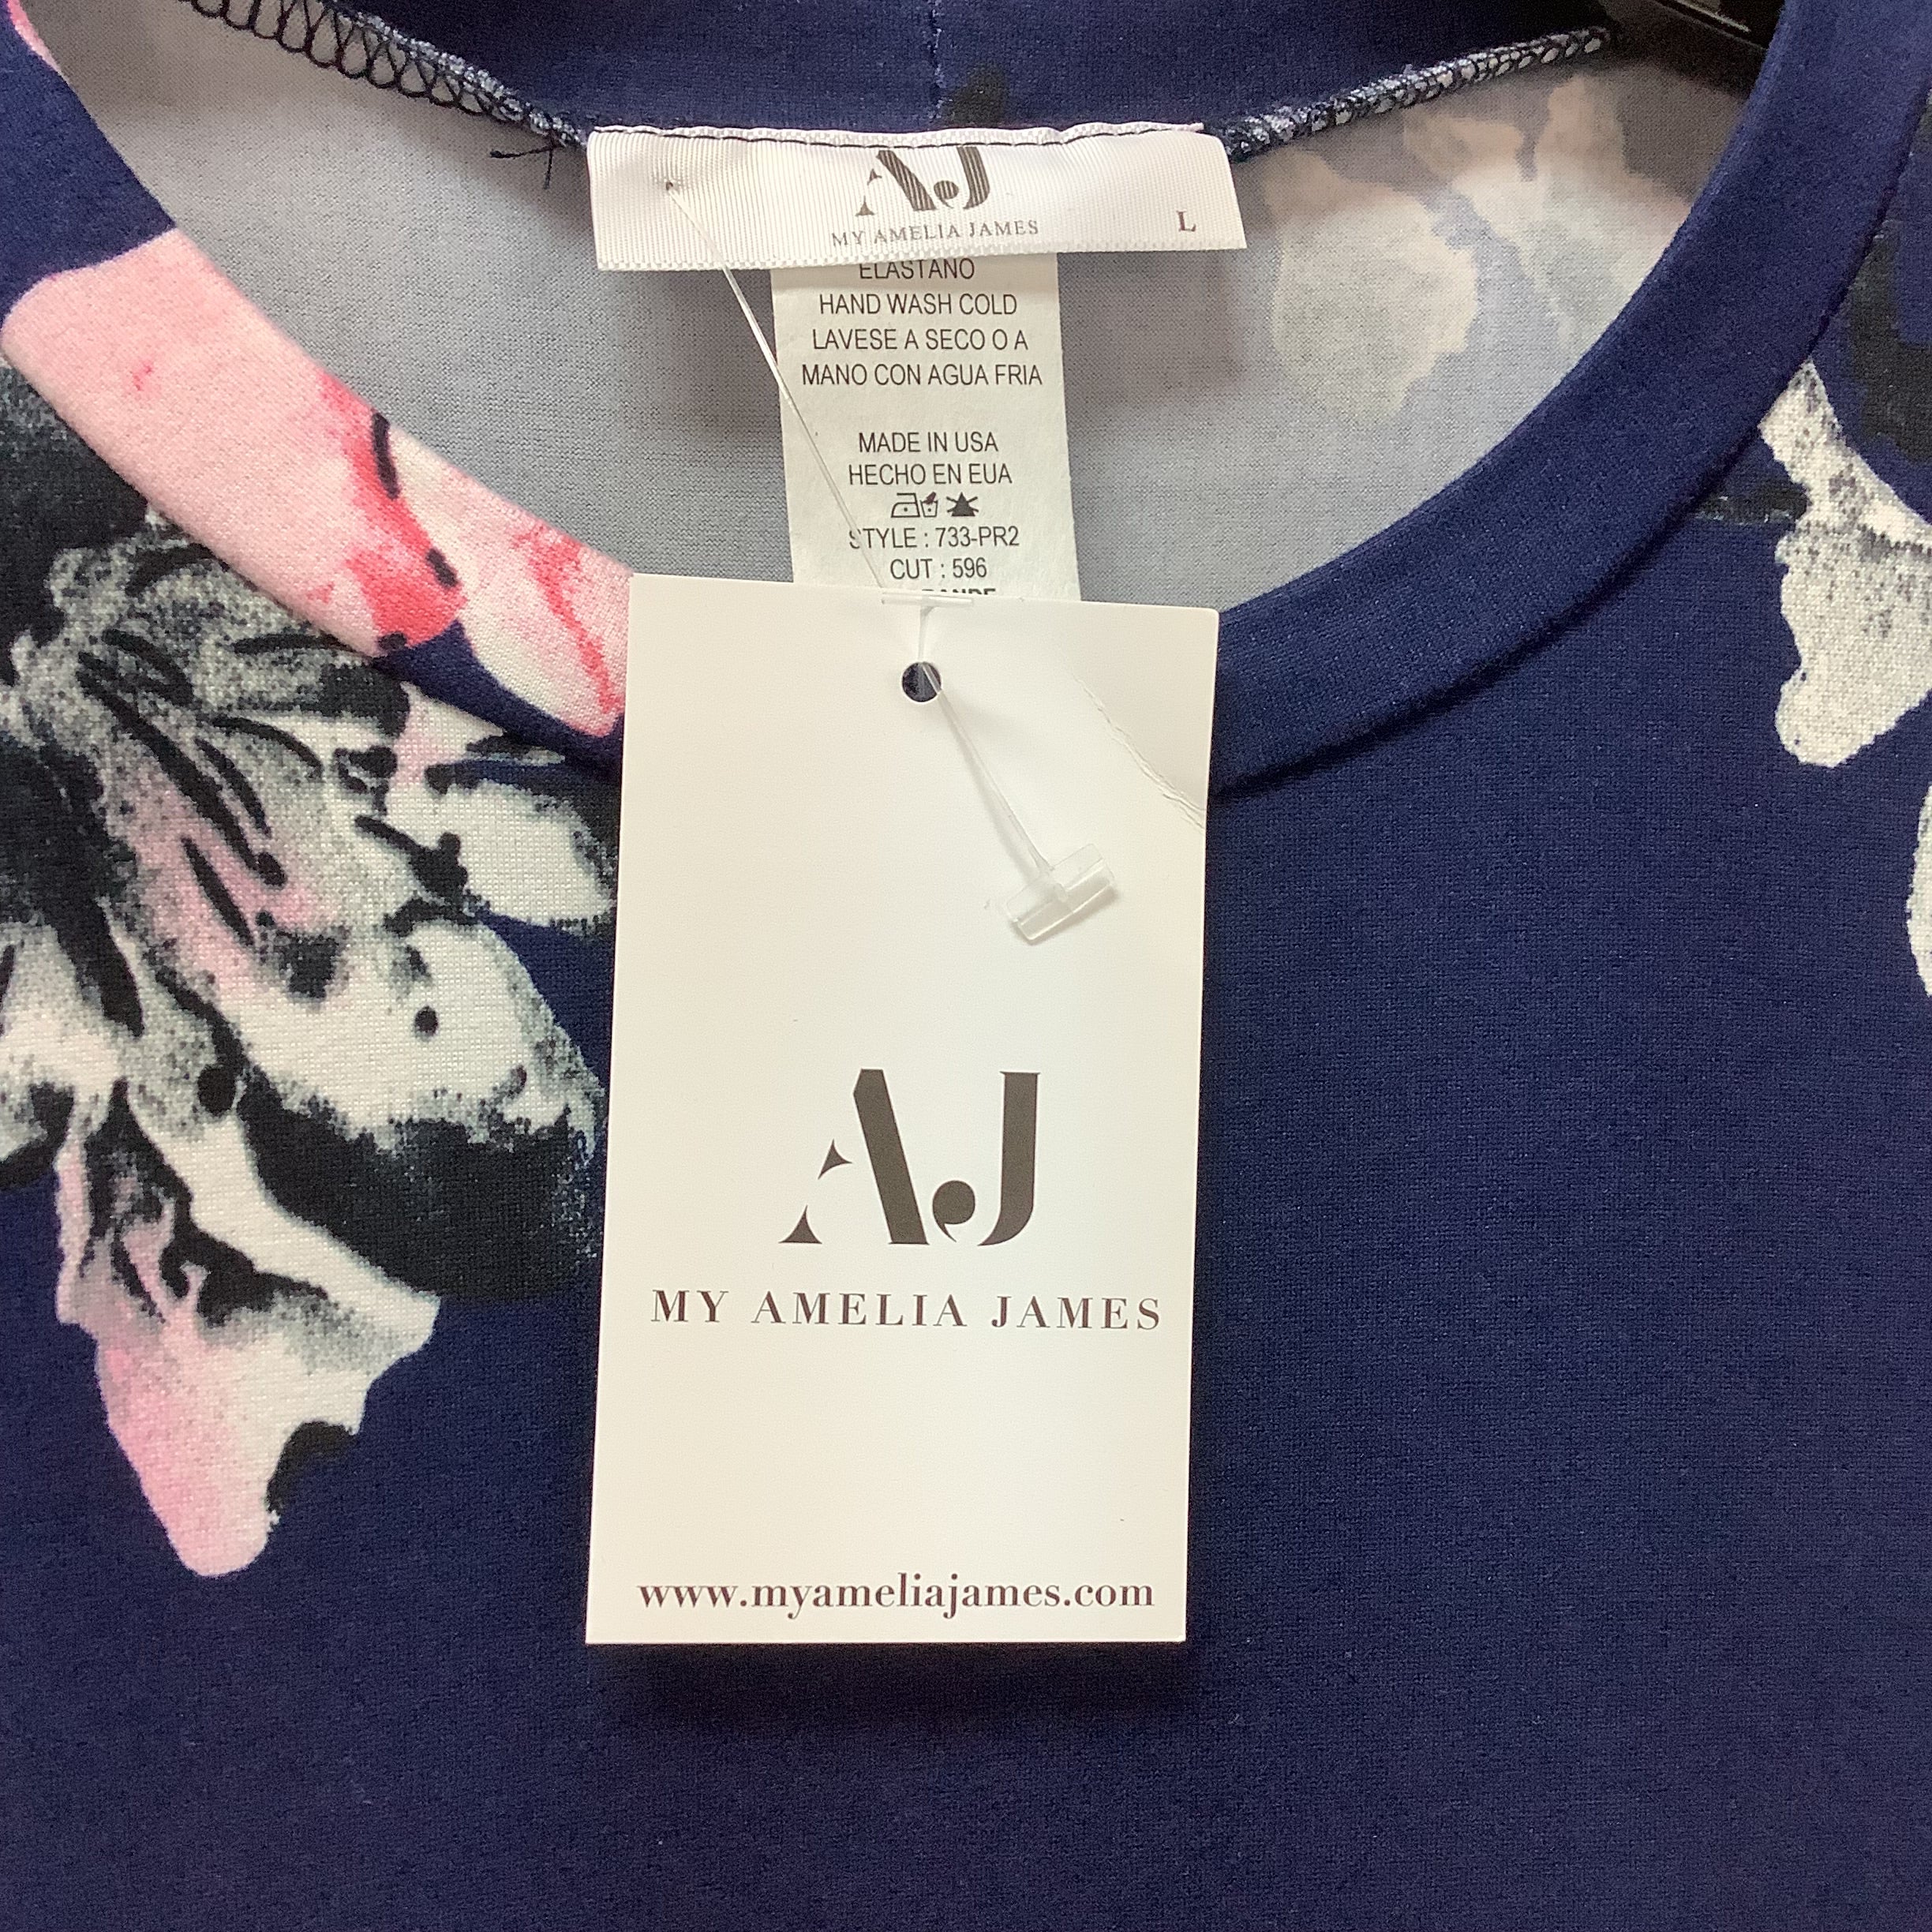 AJ
MY AMELIA JAMES
L
ELASTANO
HAND WASH COLD
LAVESE A SECO O A
MANO CON AGUA FRIA
MADE IN USA
HECHO EN EUA
STYLE : 733-PR2
CUT : 596
AJ
MY AMELIA JAMES
www.myameliajames.com